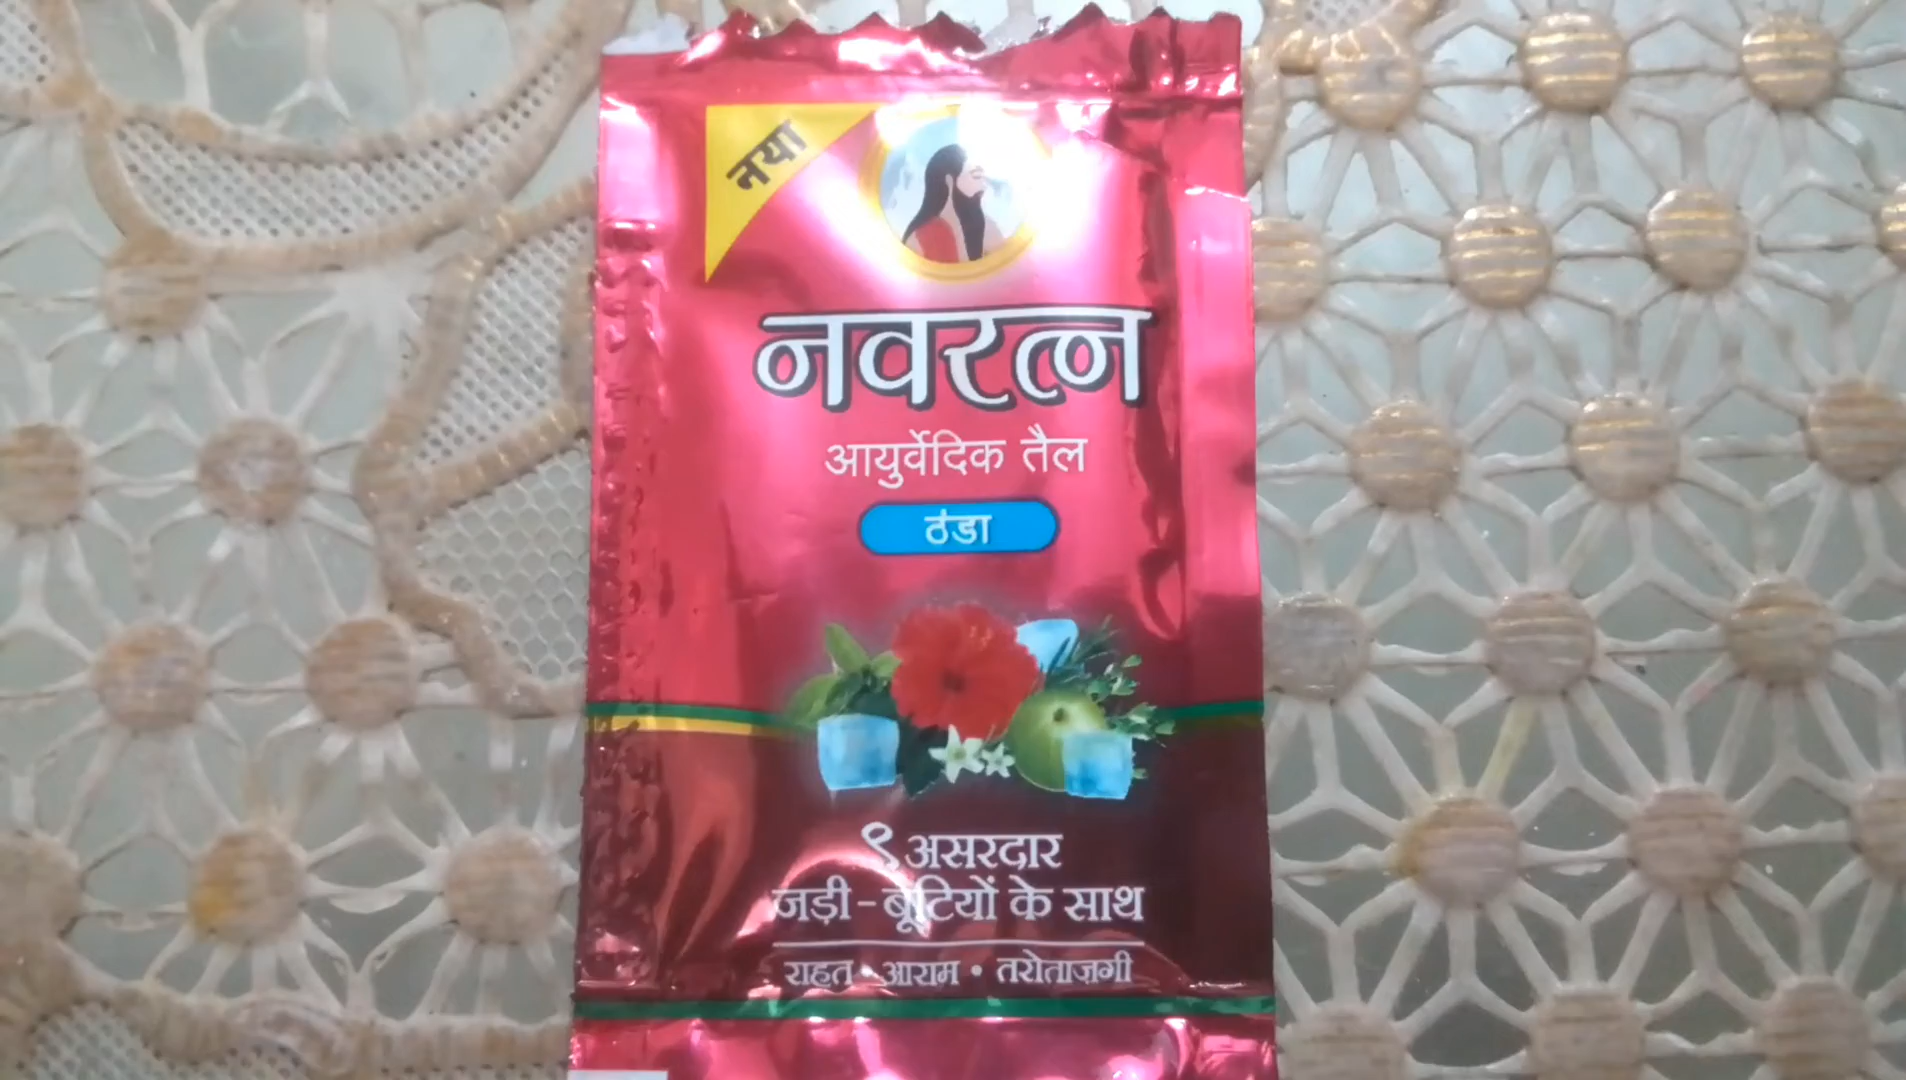 नया
नवरत्न
आयुर्वेदिक तैल
ठंडा
९ असरदार
जड़ी-बूटियों के साथ
राहत • आराम • तरोताज़गी